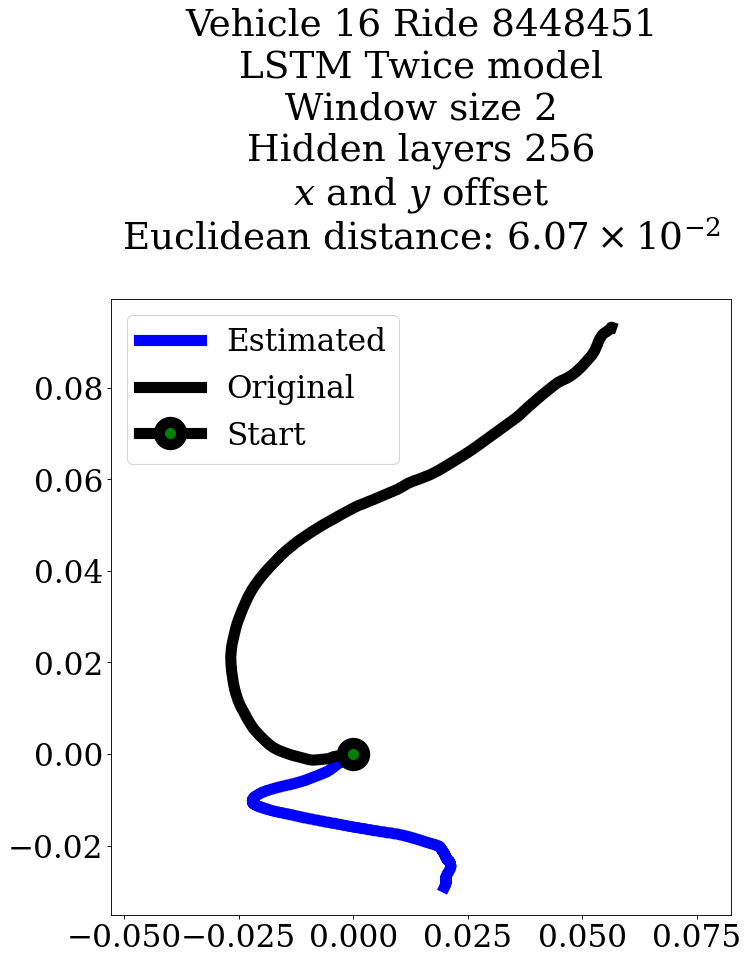 Vehicle 16 Ride 8448451
LSTM Twice model
Window size 2
Hidden layers 256
x and y offset
Euclidean distance: 6.07 × 10⁻²
Estimated
Original
Start
0.08
0.06
0.04
0.02
0.00
−0.02
−0.050 −0.025 0.000 0.025 0.050 0.075